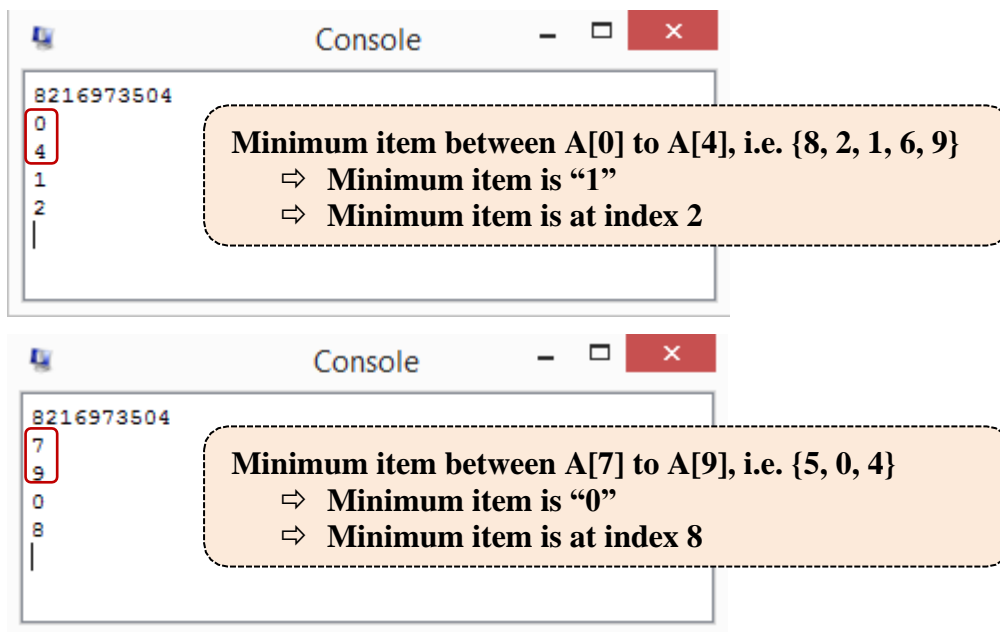 Console
8216973504
0
4
1
2
Minimum item between A[0] to A[4], i.e. {8, 2, 1, 6, 9}
⇨ Minimum item is “1”
⇨ Minimum item is at index 2
Console
8216973504
7
9
0
8
Minimum item between A[7] to A[9], i.e. {5, 0, 4}
⇨ Minimum item is “0”
⇨ Minimum item is at index 8